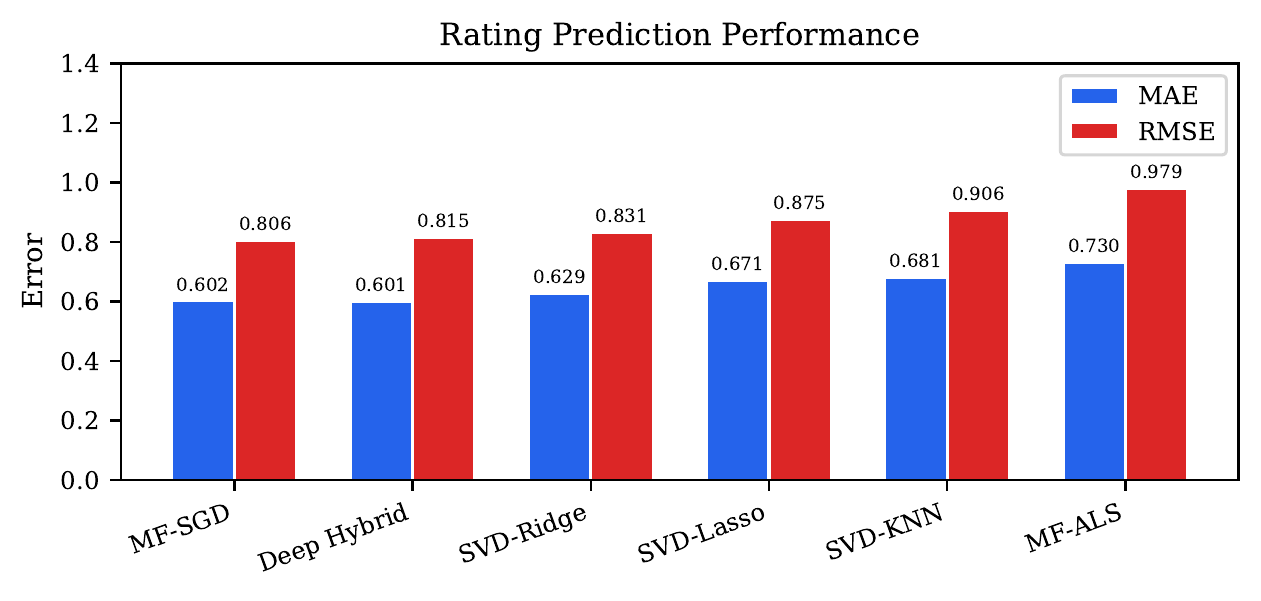 Rating Prediction Performance
Error
1.4
1.2
1.0
0.8
0.6
0.4
0.2
0.0
MAE
RMSE
0.602
0.806
0.601
0.815
0.629
0.831
0.671
0.875
0.681
0.906
0.730
0.979
MF-SGD
Deep Hybrid
SVD-Ridge
SVD-Lasso
SVD-KNN
MF-ALS